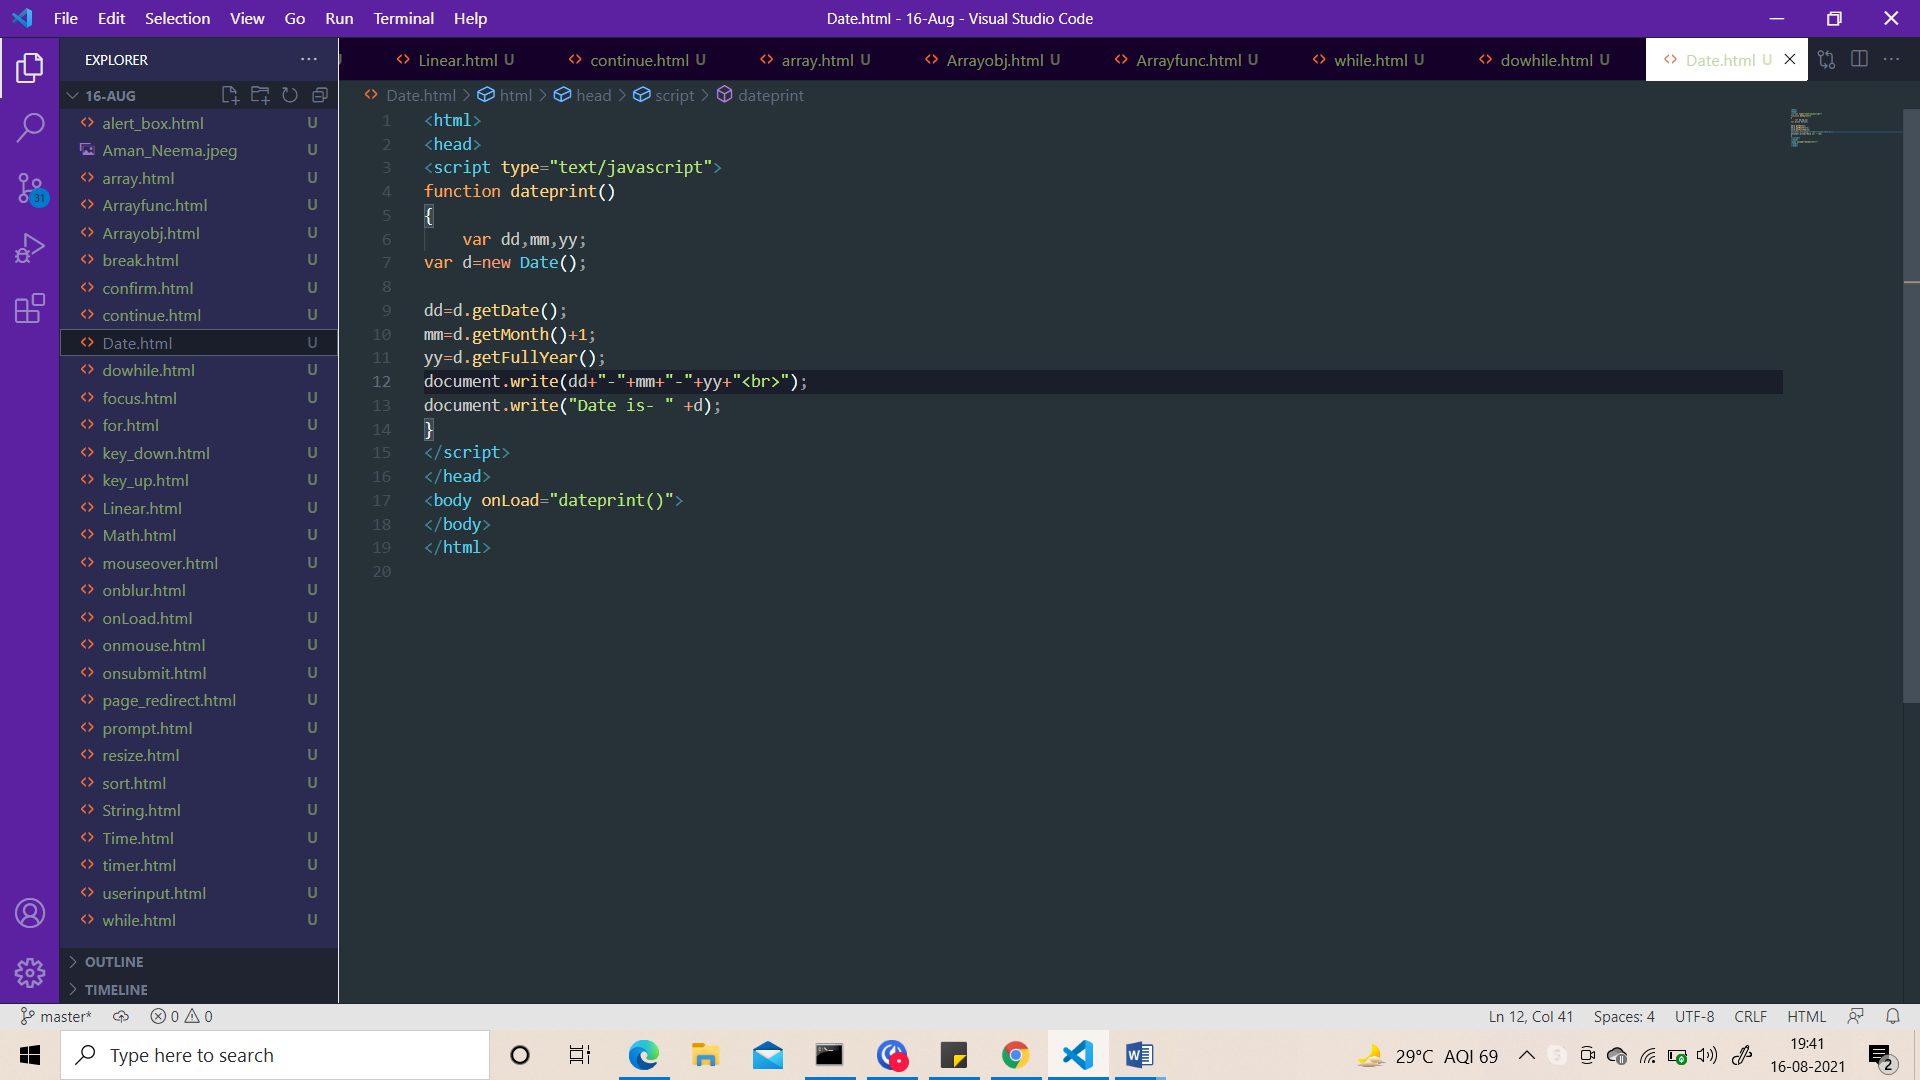 File Edit Selection View Go Run Terminal Help
Date.html - 16-Aug - Visual Studio Code
EXPLORER
16-AUG
alert_box.html U
Aman_Neema.jpeg U
array.html U
Arrayfunc.html U
Arrayobj.html U
break.html U
confirm.html U
continue.html U
Date.html U
dowhile.html U
focus.html U
for.html U
key_down.html U
key_up.html U
Linear.html U
Math.html U
mouseover.html U
onblur.html U
onLoad.html U
onmouse.html U
onsubmit.html U
page_redirect.html U
prompt.html U
resize.html U
sort.html U
String.html U
Time.html U
timer.html U
userinput.html U
while.html U
OUTLINE
TIMELINE
31
Linear.html U continue.html U array.html U Arrayobj.html U Arrayfunc.html U while.html U dowhile.html U Date.html U
Date.html > html > head > script > dateprint
1 <html>
2 <head>
3 <script type="text/javascript">
4 function dateprint()
5 {
6     var dd,mm,yy;
7 var d=new Date();
8
9 dd=d.getDate();
10 mm=d.getMonth()+1;
11 yy=d.getFullYear();
12 document.write(dd+"-"+mm+"-"+yy+"<br>");
13 document.write("Date is- " +d);
14 }
15 </script>
16 </head>
17 <body onLoad="dateprint()">
18 </body>
19 </html>
20
master* 0 0 Ln 12, Col 41 Spaces: 4 UTF-8 CRLF HTML
Type here to search
29°C AQI 69
19:41
16-08-2021
2